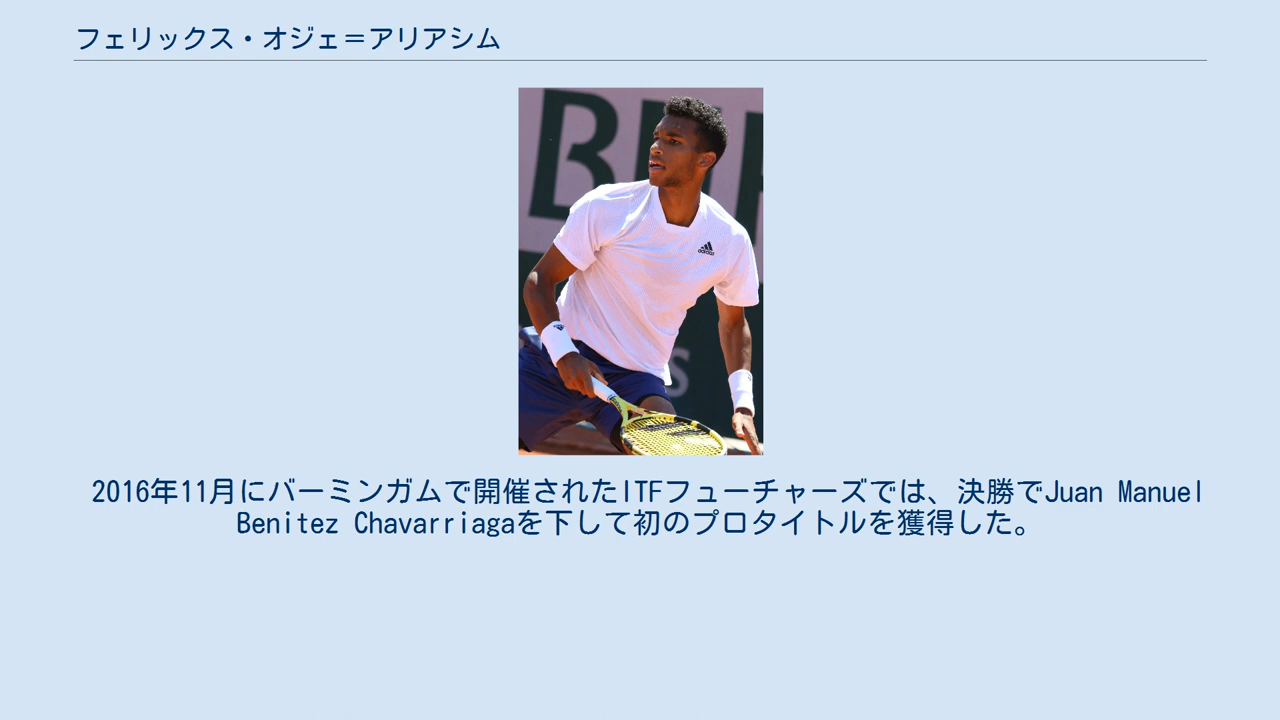 フェリックス・オジェ＝アリアシム
adidas
2016年11月にバーミンガムで開催されたITFフューチャーズでは、決勝でJuan Manuel
Benitez Chavarriagaを下して初のプロタイトルを獲得した。